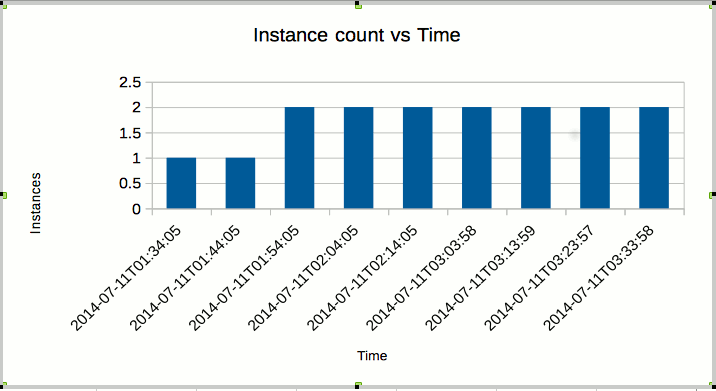 Instance count vs Time
2.5
2
1.5
1
0.5
0
Instances
2014-07-11T01:34:05
2014-07-11T01:44:05
2014-07-11T01:54:05
2014-07-11T02:04:05
2014-07-11T02:14:05
2014-07-11T03:03:58
2014-07-11T03:13:59
2014-07-11T03:23:57
2014-07-11T03:33:58
Time